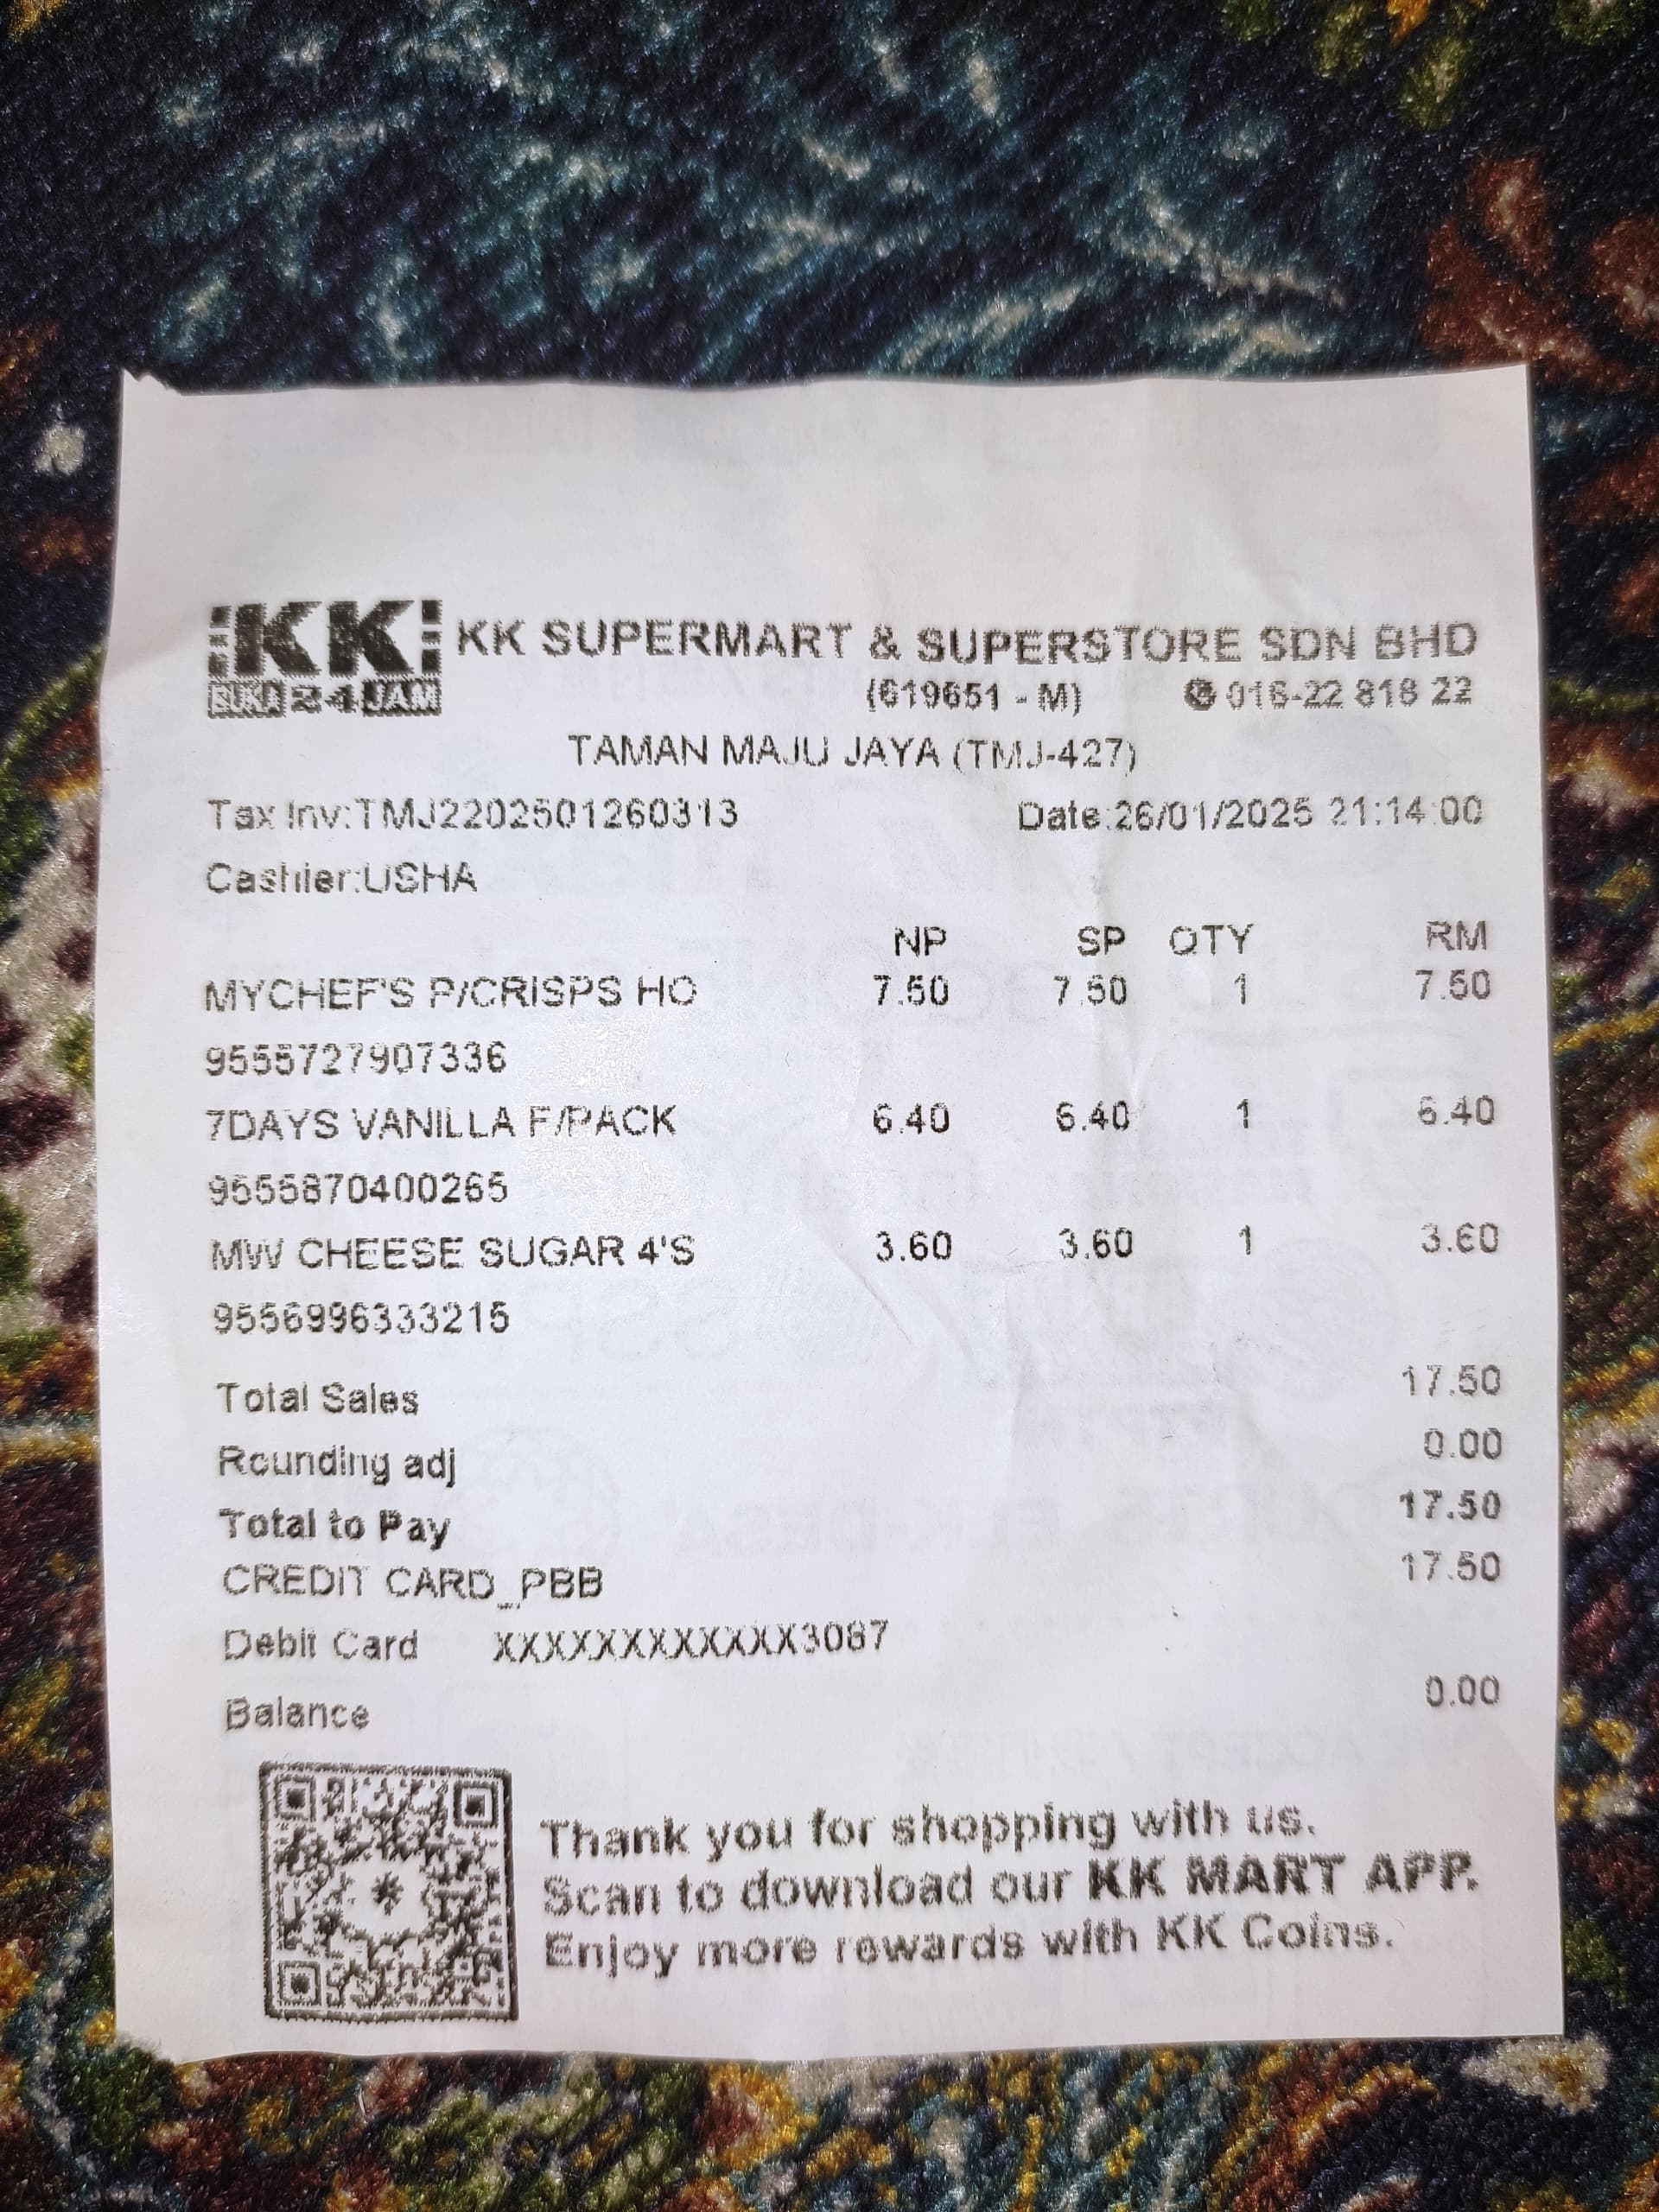 KK
BUKA 24 JAM
KK SUPERMART & SUPERSTORE SDN BHD
(619651 - M) 016-22 818 22
TAMAN MAJU JAYA (TMJ-427)
Tax Inv:TMJ2202501260313 Date:26/01/2025 21:14:00
Cashier:USHA
NP SP QTY RM
MYCHEF'S P/CRISPS HO 7.50 7.50 1 7.50
9555727907336
7DAYS VANILLA F/PACK 6.40 6.40 1 6.40
9555870400265
MW CHEESE SUGAR 4'S 3.60 3.60 1 3.60
9556996333215
Total Sales 17.50
Rounding adj 0.00
Total to Pay 17.50
CREDIT CARD_PBB 17.50
Debit Card XXXXXXXXXXXX3087
Balance 0.00
Thank you for shopping with us.
Scan to download our KK MART APP.
Enjoy more rewards with KK Coins.